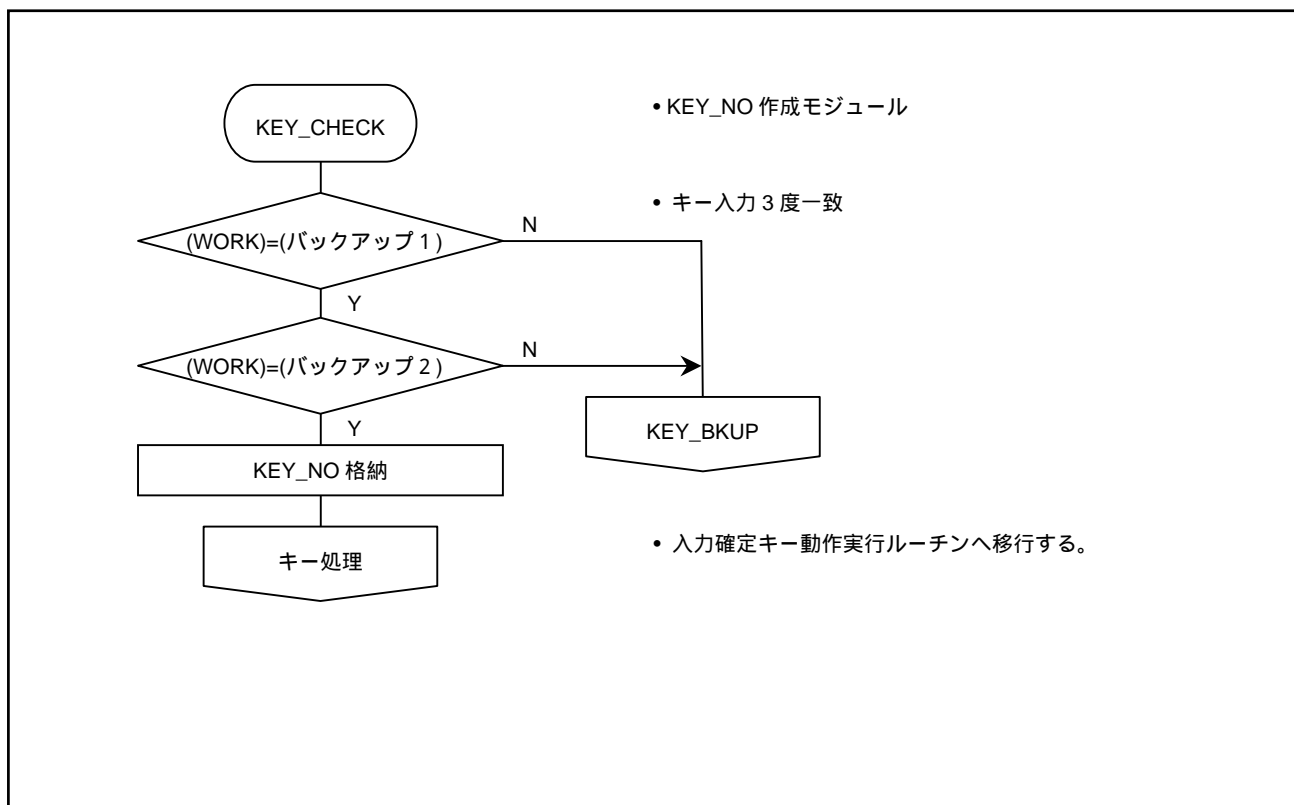 KEY_CHECK
• KEY_NO 作成モジュール
• キー入力 3 度一致
(WORK)=(バックアップ 1 )
N
Y
(WORK)=(バックアップ 2 )
N
Y
KEY_BKUP
KEY_NO 格納
キー処理
• 入力確定キー動作実行ルーチンへ移行する。